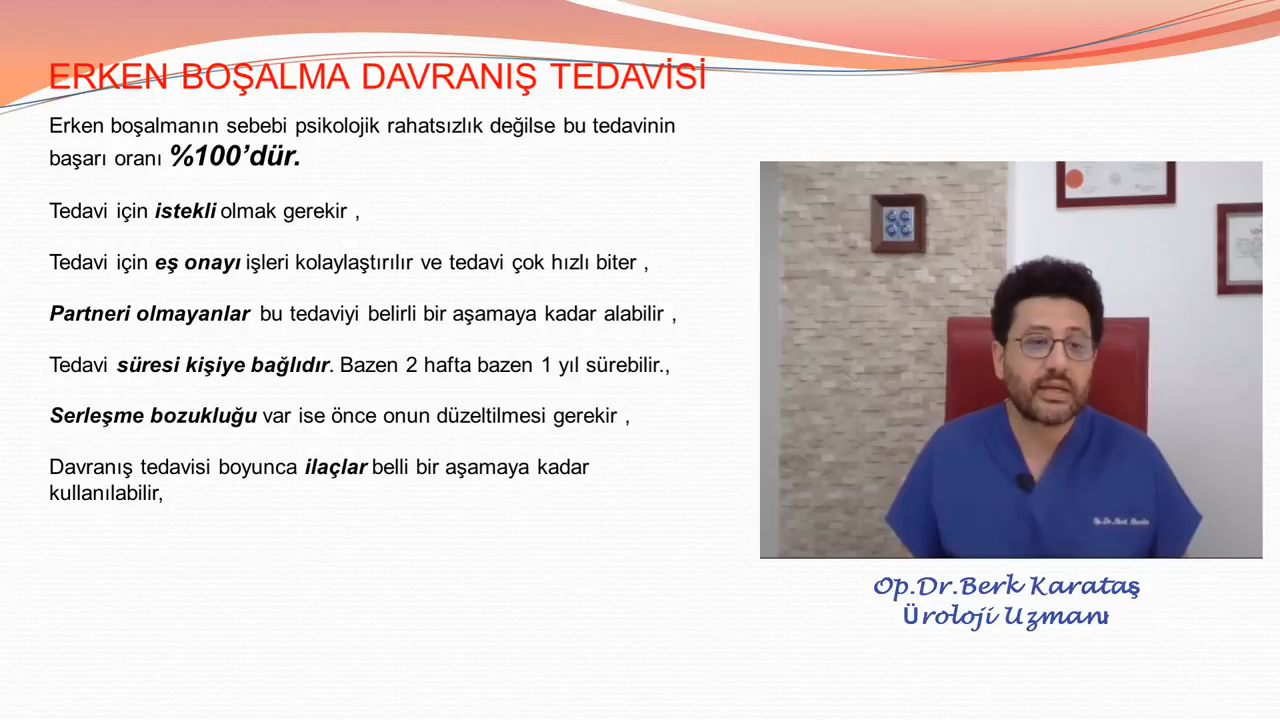 ERKEN BOŞALMA DAVRANIŞ TEDAVİSİ
Erken boşalmanın sebebi psikolojik rahatsızlık değilse bu tedavinin
başarı oranı %100’dür.
Tedavi için istekli olmak gerekir ,
Tedavi için eş onayı işleri kolaylaştırılır ve tedavi çok hızlı biter ,
Partneri olmayanlar bu tedaviyi belirli bir aşamaya kadar alabilir ,
Tedavi süresi kişiye bağlıdır. Bazen 2 hafta bazen 1 yıl sürebilir.,
Serleşme bozukluğu var ise önce onun düzeltilmesi gerekir ,
Davranış tedavisi boyunca ilaçlar belli bir aşamaya kadar
kullanılabilir,
Op.Dr.Berk Karataş
Üroloji Uzmanı